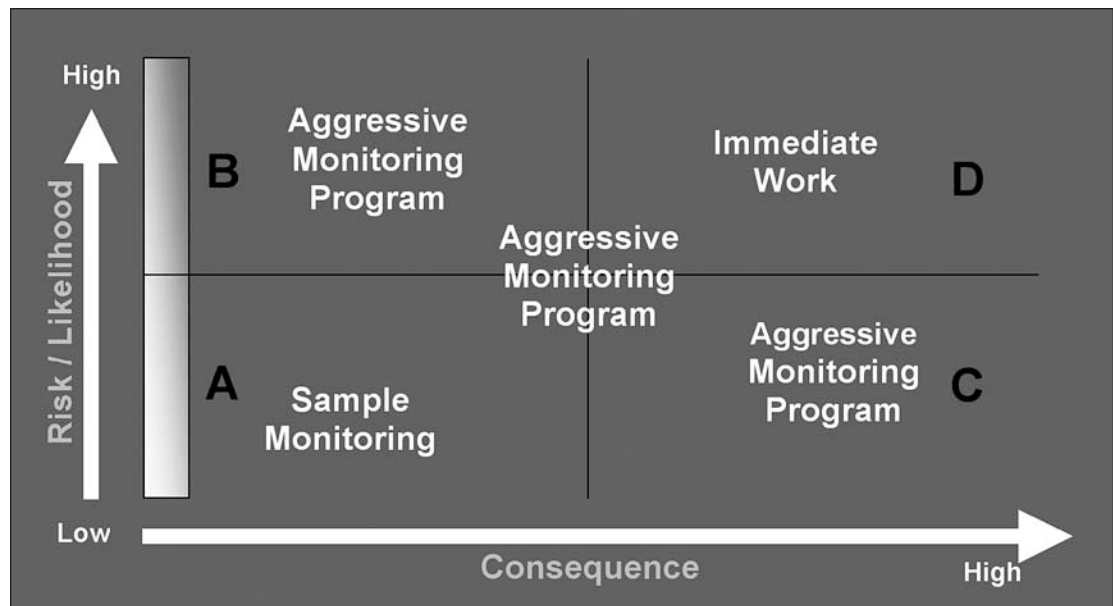 High
Risk / Likelihood
Low
B
Aggressive
Monitoring
Program
Immediate
Work
D
Aggressive
Monitoring
Program
A
Sample
Monitoring
Aggressive
Monitoring
Program
C
Consequence
High